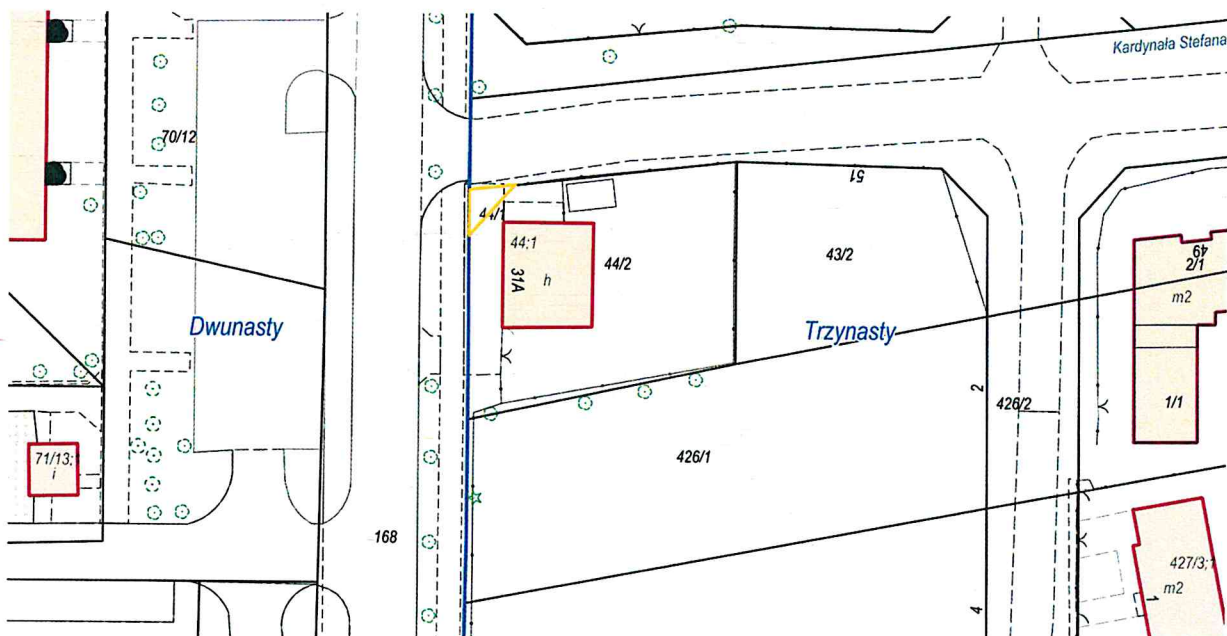 Kardynała Stefana
70/12
51
44/1
44:1
31A
h
44/2
43/2
49
2/1
m2
Dwunasty
Trzynasty
2
426/2
1/1
71/13;1
i
426/1
168
427/3;1
m2
1
4